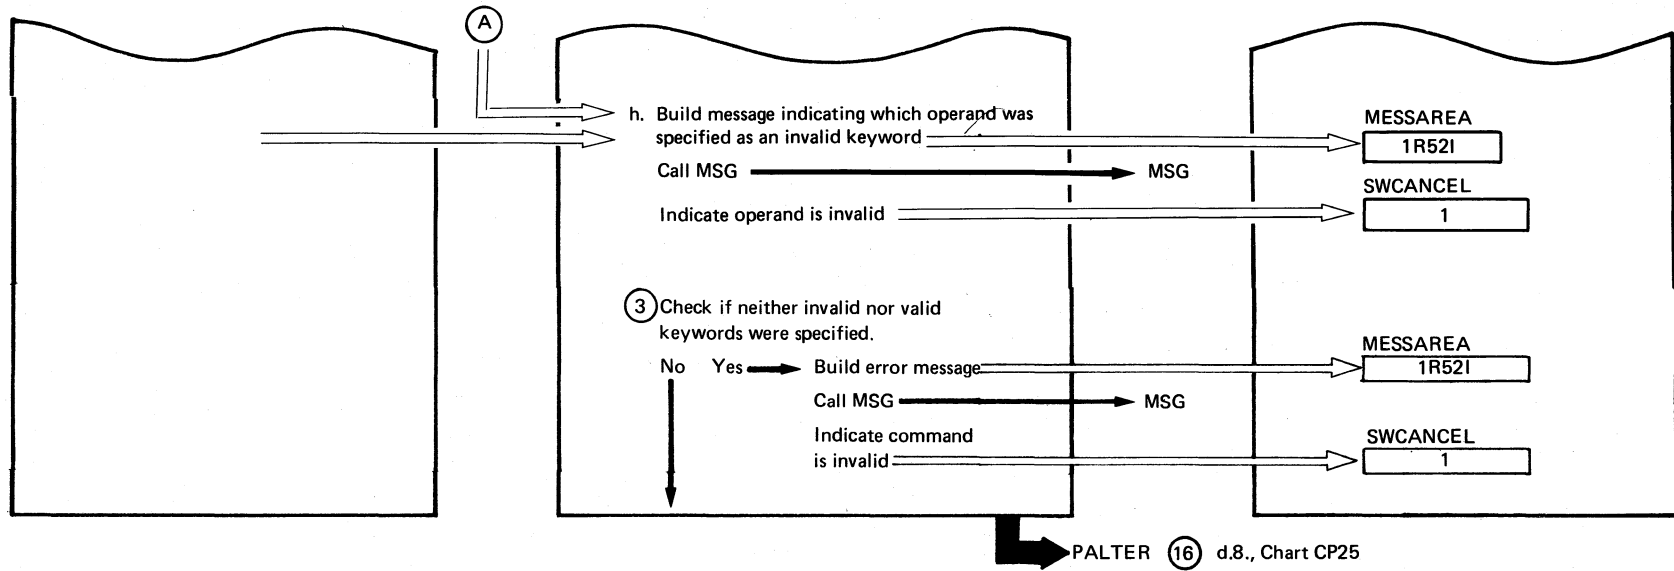 A
h. Build message indicating which operand was
specified as an invalid keyword
MESSAREA
1R52I
Call MSG
MSG
SWCANCEL
Indicate operand is invalid
1
3 Check if neither invalid nor valid
keywords were specified.
MESSAREA
No Yes Build error message
1R52I
Call MSG
MSG
Indicate command
is invalid
SWCANCEL
1
PALTER 16 d.8., Chart CP25